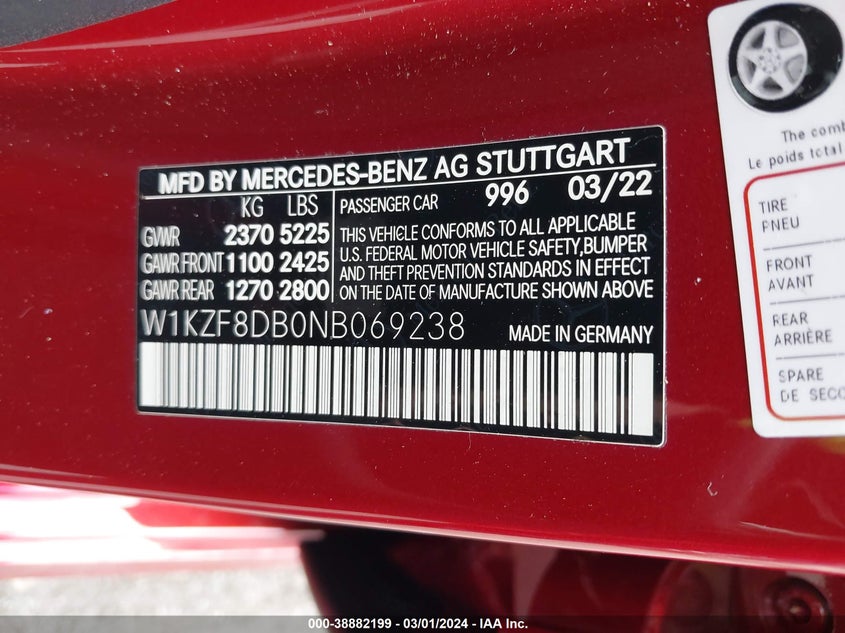 MFD BY MERCEDES-BENZ AG STUTTGART
KG LBS
GVWR 2370 5225
GAWR FRONT 1100 2425
GAWR REAR 1270 2800
PASSENGER CAR 996 03/22
THIS VEHICLE CONFORMS TO ALL APPLICABLE
U.S. FEDERAL MOTOR VEHICLE SAFETY,BUMPER
AND THEFT PREVENTION STANDARDS IN EFFECT
ON THE DATE OF MANUFACTURE SHOWN ABOVE
W1KZF8DB0NB069238
MADE IN GERMANY
The comb
Le poids total
TIRE
PNEU
FRONT
AVANT
REAR
ARRIÈRE
SPARE
DE SECO
000-38882199 / 03/01/2024 - IAA Inc.